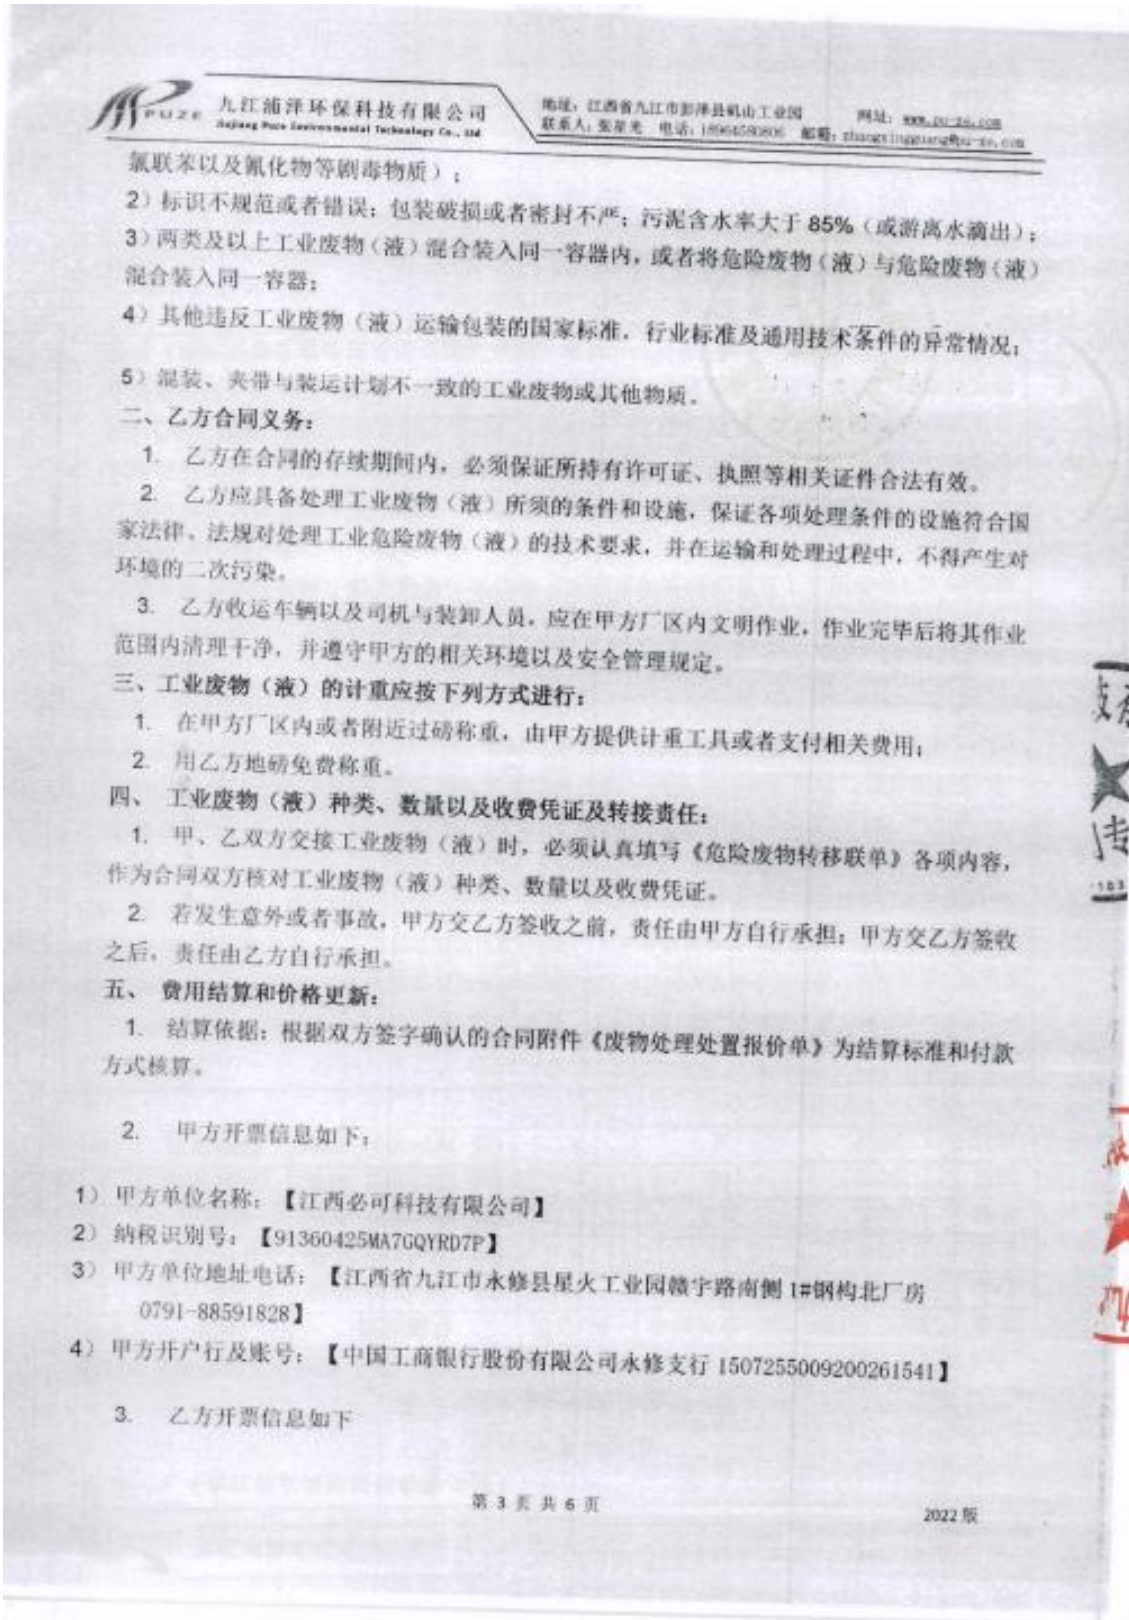 PUZE
九江浦泽环保科技有限公司
Jiujiang Puze Environmental Technology Co., Ltd
地址：江西省九江市彭泽县矶山工业园 网址：www.pu-ze.com
联系人：张星光 电话：18964580806 邮箱：zhangxingguang@pu-ze.com
氯联苯以及氰化物等剧毒物质）；
2）标识不规范或者错误；包装破损或者密封不严；污泥含水率大于 85%（或游离水滴出）；
3）两类及以上工业废物（液）混合装入同一容器内，或者将危险废物（液）与危险废物（液）
混合装入同一容器；
4）其他违反工业废物（液）运输包装的国家标准，行业标准及通用技术条件的异常情况；
5）混装、夹带与装运计划不一致的工业废物或其他物质。
二、乙方合同义务：
1. 乙方在合同的存续期间内，必须保证所持有许可证、执照等相关证件合法有效。
2. 乙方应具备处理工业废物（液）所须的条件和设施，保证各项处理条件的设施符合国
家法律、法规对处理工业危险废物（液）的技术要求，并在运输和处理过程中，不得产生对
环境的二次污染。
3. 乙方收运车辆以及司机与装卸人员，应在甲方厂区内文明作业，作业完毕后将其作业
范围内清理干净，并遵守甲方的相关环境以及安全管理规定。
三、工业废物（液）的计重应按下列方式进行：
1. 在甲方厂区内或者附近过磅称重，由甲方提供计重工具或者支付相关费用；
2. 用乙方地磅免费称重。
四、 工业废物（液）种类、数量以及收费凭证及转接责任：
1. 甲、乙双方交接工业废物（液）时，必须认真填写《危险废物转移联单》各项内容，
作为合同双方核对工业废物（液）种类、数量以及收费凭证。
2. 若发生意外或者事故，甲方交乙方签收之前，责任由甲方自行承担；甲方交乙方签收
之后，责任由乙方自行承担。
五、 费用结算和价格更新：
1. 结算依据：根据双方签字确认的合同附件《废物处理处置报价单》为结算标准和付款
方式核算。
2. 甲方开票信息如下：
1） 甲方单位名称：【江西必可科技有限公司】
2） 纳税识别号：【91360425MA7GQYRD7P】
3） 甲方单位地址电话：【江西省九江市永修县星火工业园赣宇路南侧 1#钢构北厂房
0791-88591828】
4） 甲方开户行及账号：【中国工商银行股份有限公司永修支行 1507255009200261541】
3. 乙方开票信息如下
第 3 页 共 6 页
2022 版